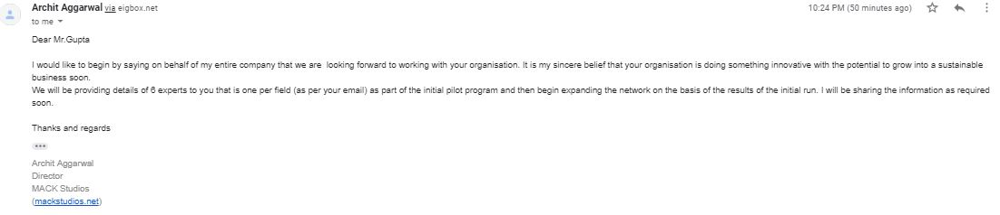 Archit Aggarwal via eigbox.net
10:24 PM (50 minutes ago)
to me
Dear Mr.Gupta
I would like to begin by saying on behalf of my entire company that we are  looking forward to working with your organisation. It is my sincere belief that your organisation is doing something innovative with the potential to grow into a sustainable
business soon.
We will be providing details of 6 experts to you that is one per field (as per your email) as part of the initial pilot program and then begin expanding the network on the basis of the results of the initial run. I will be sharing the information as required
soon.
Thanks and regards
Archit Aggarwal
Director
MACK Studios
(mackstudios.net)